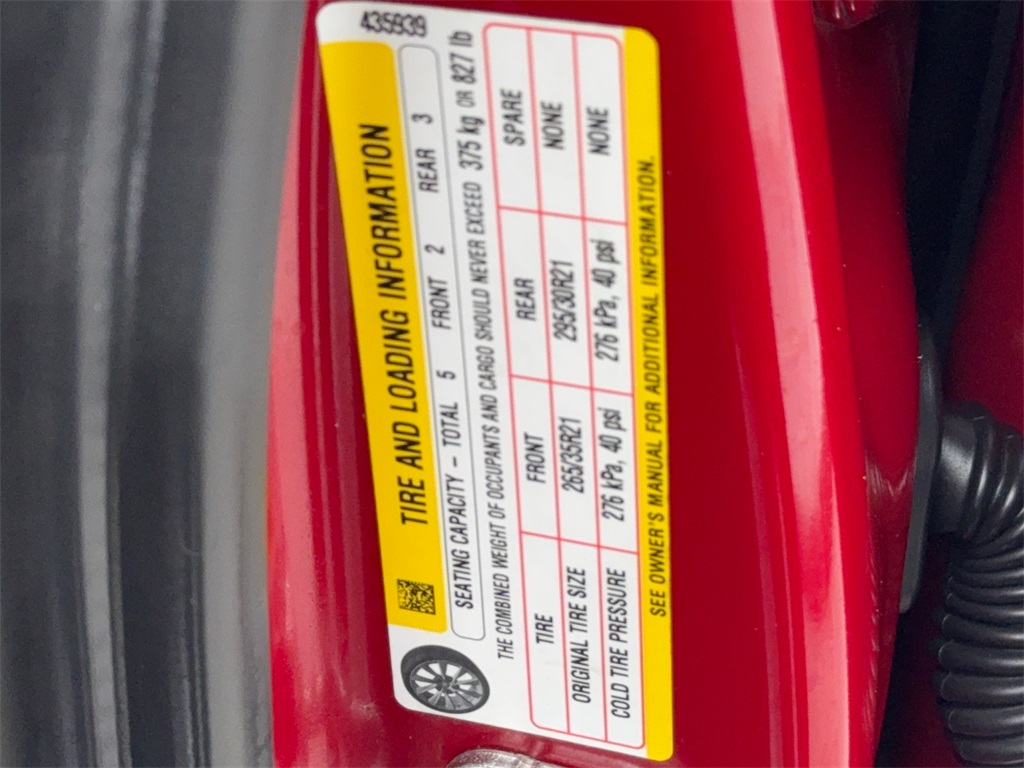 435939
TIRE AND LOADING INFORMATION
SEATING CAPACITY – TOTAL 5 FRONT 2 REAR 3
THE COMBINED WEIGHT OF OCCUPANTS AND CARGO SHOULD NEVER EXCEED 375 kg OR 827 lb
TIRE FRONT REAR SPARE
ORIGINAL TIRE SIZE 265/35R21 295/30R21 NONE
COLD TIRE PRESSURE 276 kPa, 40 psi 276 kPa, 40 psi NONE
SEE OWNER'S MANUAL FOR ADDITIONAL INFORMATION.